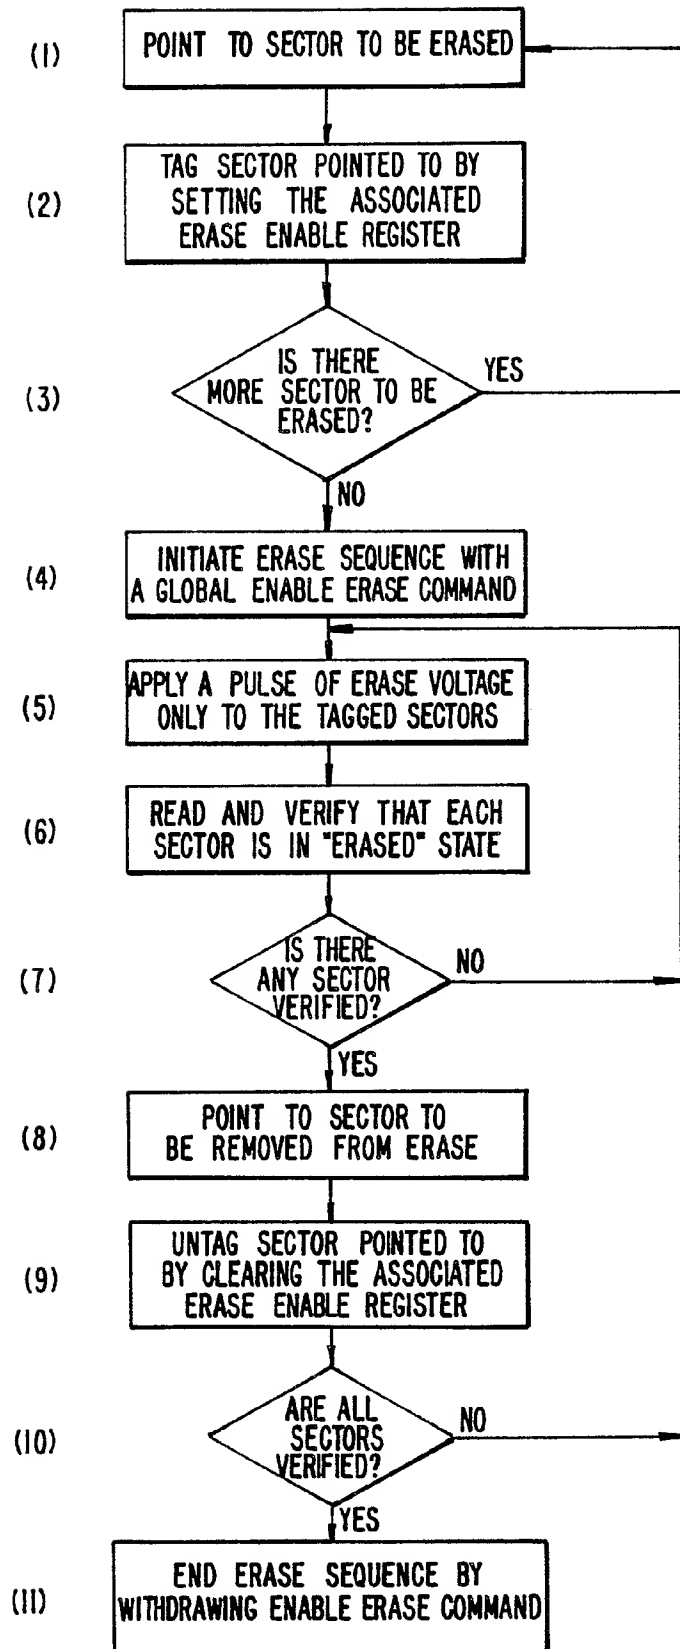 (1)
POINT TO SECTOR TO BE ERASED
(2)
TAG SECTOR POINTED TO BY
SETTING THE ASSOCIATED
ERASE ENABLE REGISTER
(3)
IS THERE
MORE SECTOR TO BE
ERASED?
YES
NO
(4)
INITIATE ERASE SEQUENCE WITH
A GLOBAL ENABLE ERASE COMMAND
(5)
APPLY A PULSE OF ERASE VOLTAGE
ONLY TO THE TAGGED SECTORS
(6)
READ AND VERIFY THAT EACH
SECTOR IS IN "ERASED" STATE
(7)
IS THERE
ANY SECTOR
VERIFIED?
NO
YES
(8)
POINT TO SECTOR TO
BE REMOVED FROM ERASE
(9)
UNTAG SECTOR POINTED TO
BY CLEARING THE ASSOCIATED
ERASE ENABLE REGISTER
(10)
ARE ALL
SECTORS
VERIFIED?
NO
YES
(11)
END ERASE SEQUENCE BY
WITHDRAWING ENABLE ERASE COMMAND